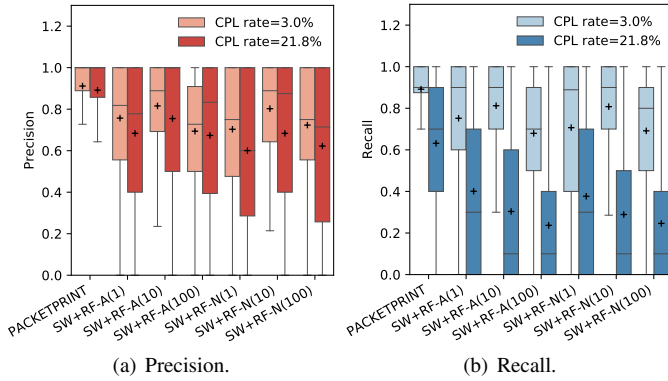 CPL rate=3.0%
CPL rate=21.8%
1.2
1.0
0.8
0.6
0.4
0.2
0.0
Precision
PACKETPRINT
SW+RF-A(1)
SW+RF-A(10)
SW+RF-A(100)
SW+RF-N(1)
SW+RF-N(10)
SW+RF-N(100)
(a) Precision.
CPL rate=3.0%
CPL rate=21.8%
1.2
1.0
0.8
0.6
0.4
0.2
0.0
Recall
PACKETPRINT
SW+RF-A(1)
SW+RF-A(10)
SW+RF-A(100)
SW+RF-N(1)
SW+RF-N(10)
SW+RF-N(100)
(b) Recall.